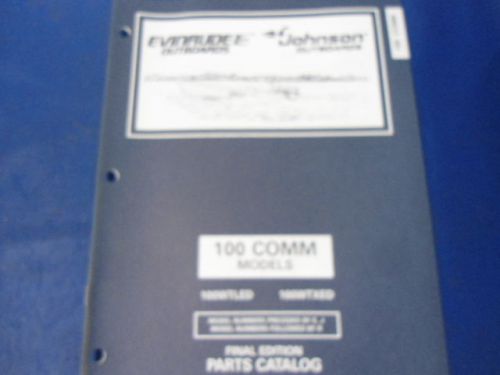 EVINRUDE Johnson
OUTBOARDS OUTBOARDS
100 COMM
MODELS
100WTLED 100WTXED
FINAL EDITION
PARTS CATALOG